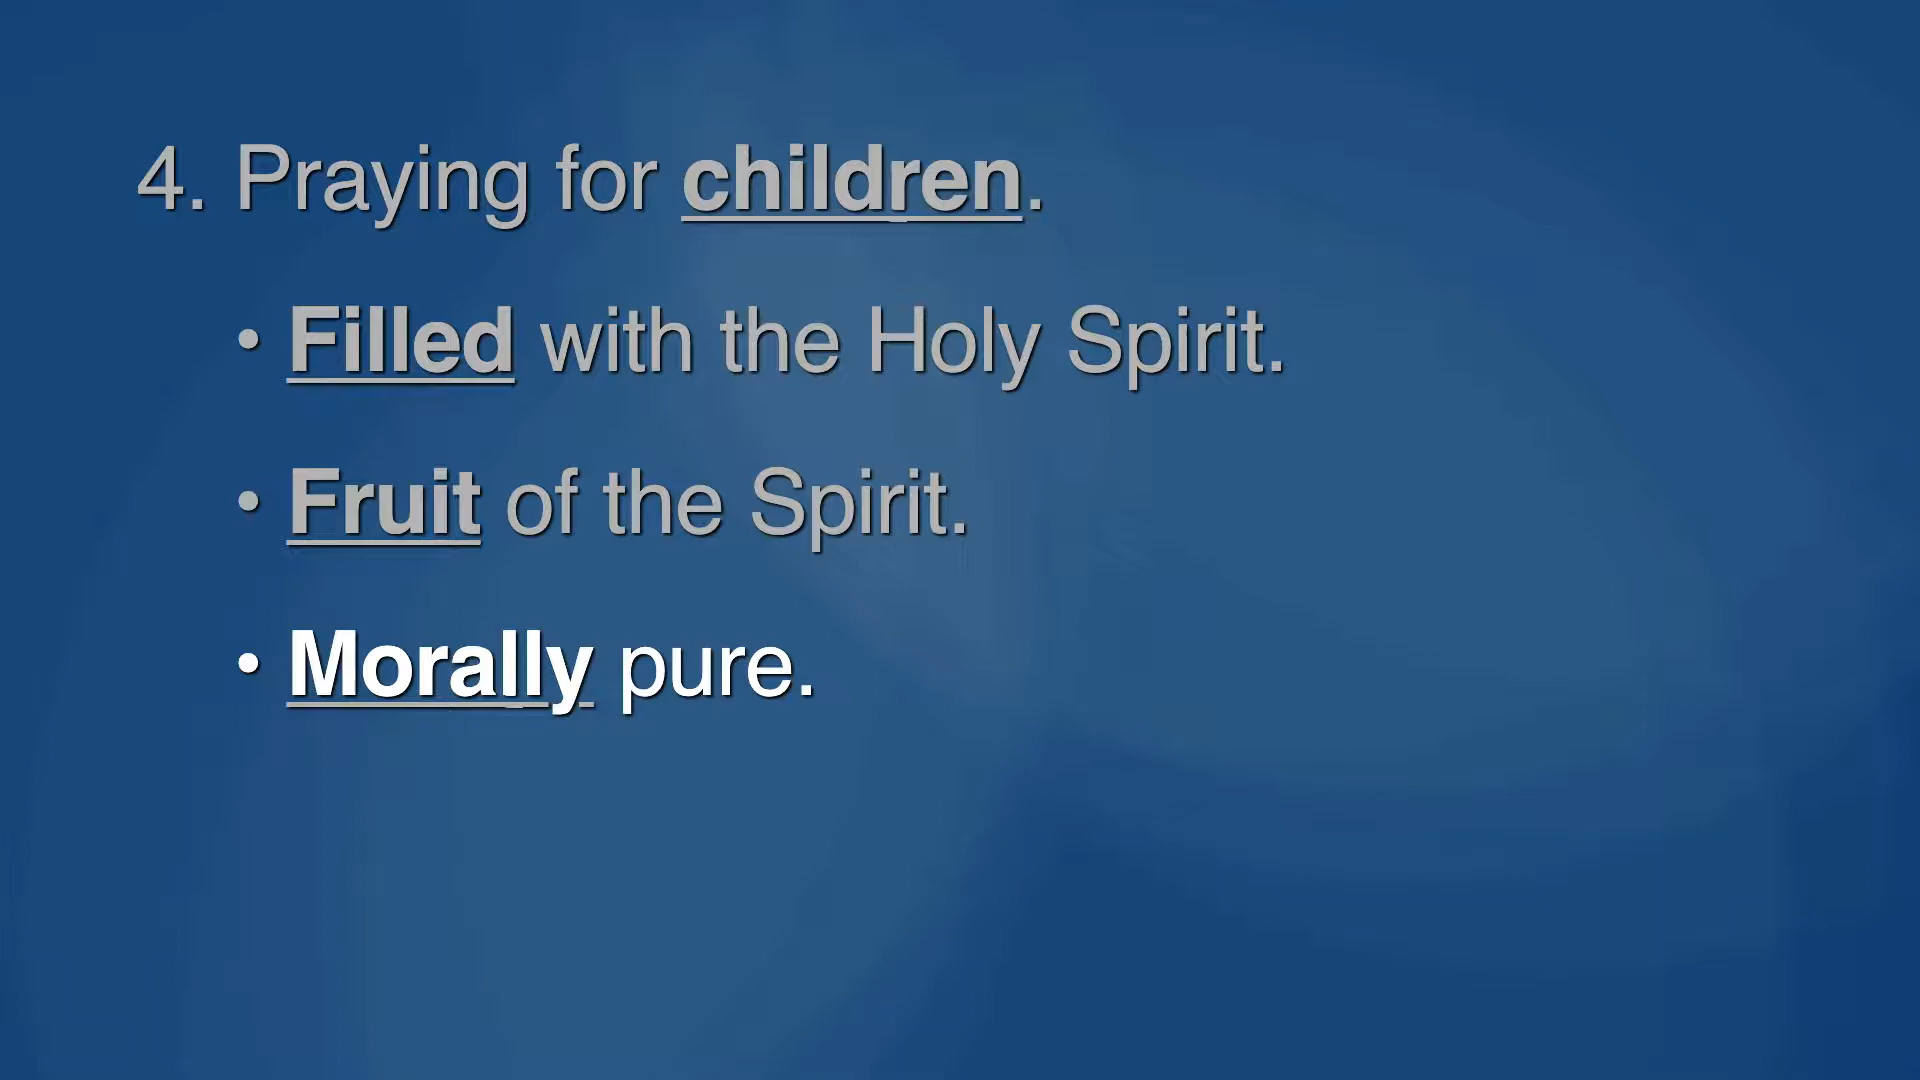 4. Praying for children.
• Filled with the Holy Spirit.
• Fruit of the Spirit.
• Morally pure.